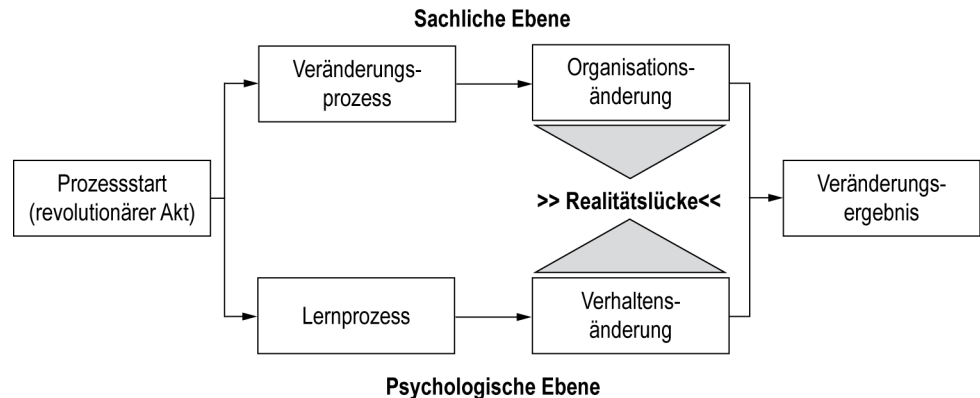 Sachliche Ebene
Veränderungs-
prozess
Organisations-
änderung
Prozessstart
(revolutionärer Akt)
>> Realitätslücke<<
Veränderungs-
ergebnis
Lernprozess
Verhaltens-
änderung
Psychologische Ebene